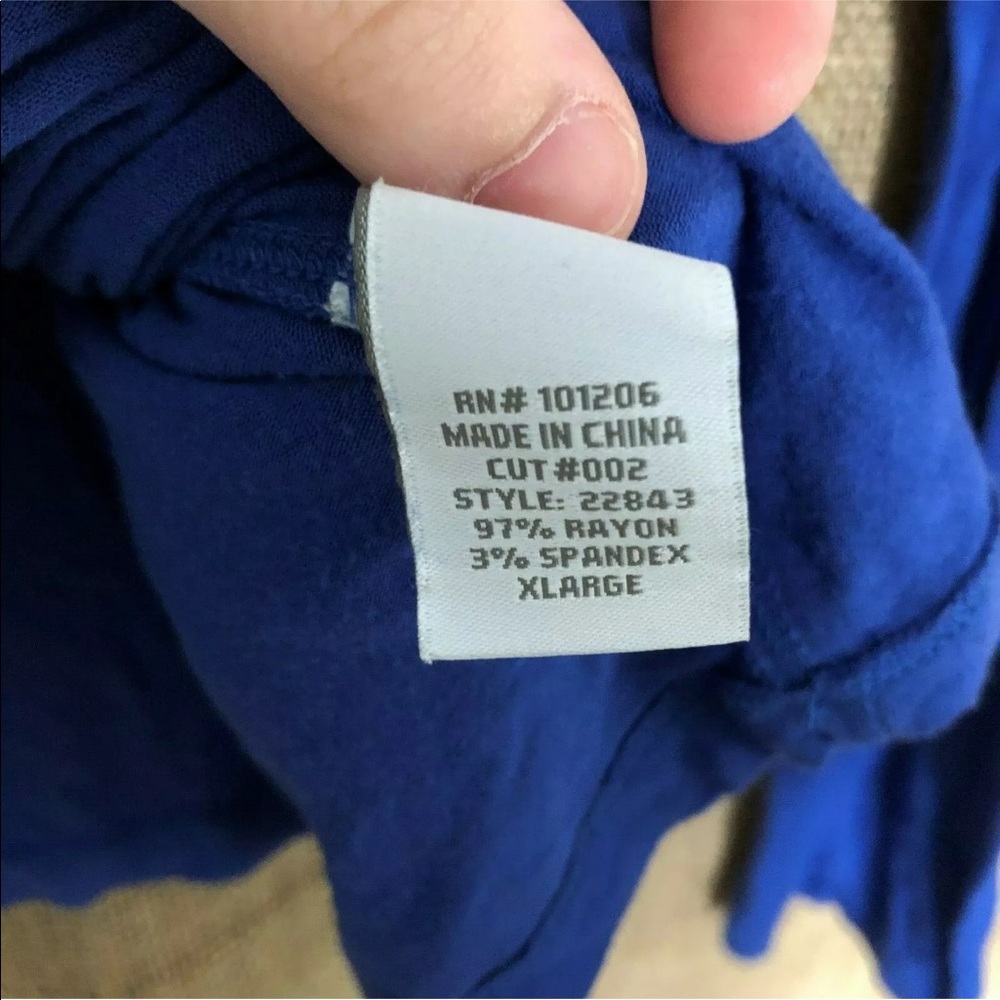 RN# 101206
MADE IN CHINA
CUT #002
STYLE: 22843
97% RAYON
3% SPANDEX
XLARGE